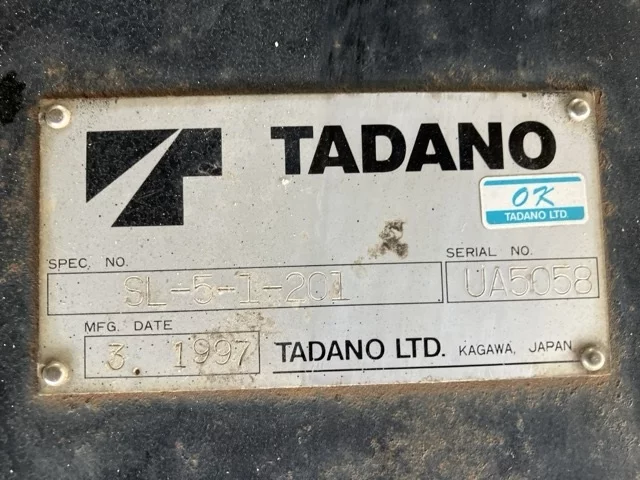 TADANO
OK
TADANO LTD.
SPEC. NO.
SL-5-1-201
SERIAL NO.
UA5058
MFG. DATE
3. 1997
TADANO LTD. KAGAWA, JAPAN